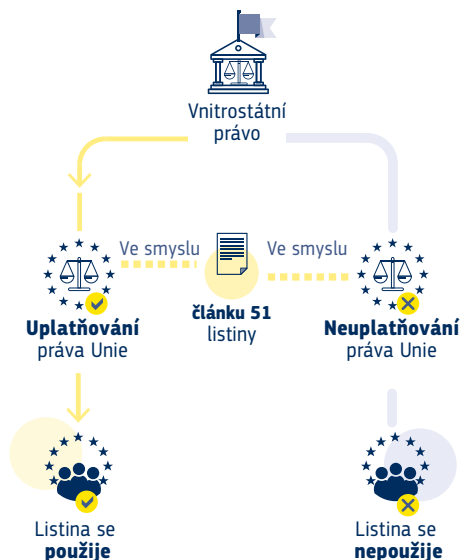 Vnitrostátní
právo
Ve smyslu
Ve smyslu
článku 51
listiny
Uplatňování
práva Unie
Neuplatňování
práva Unie
Listina se
použije
Listina se
nepoužije